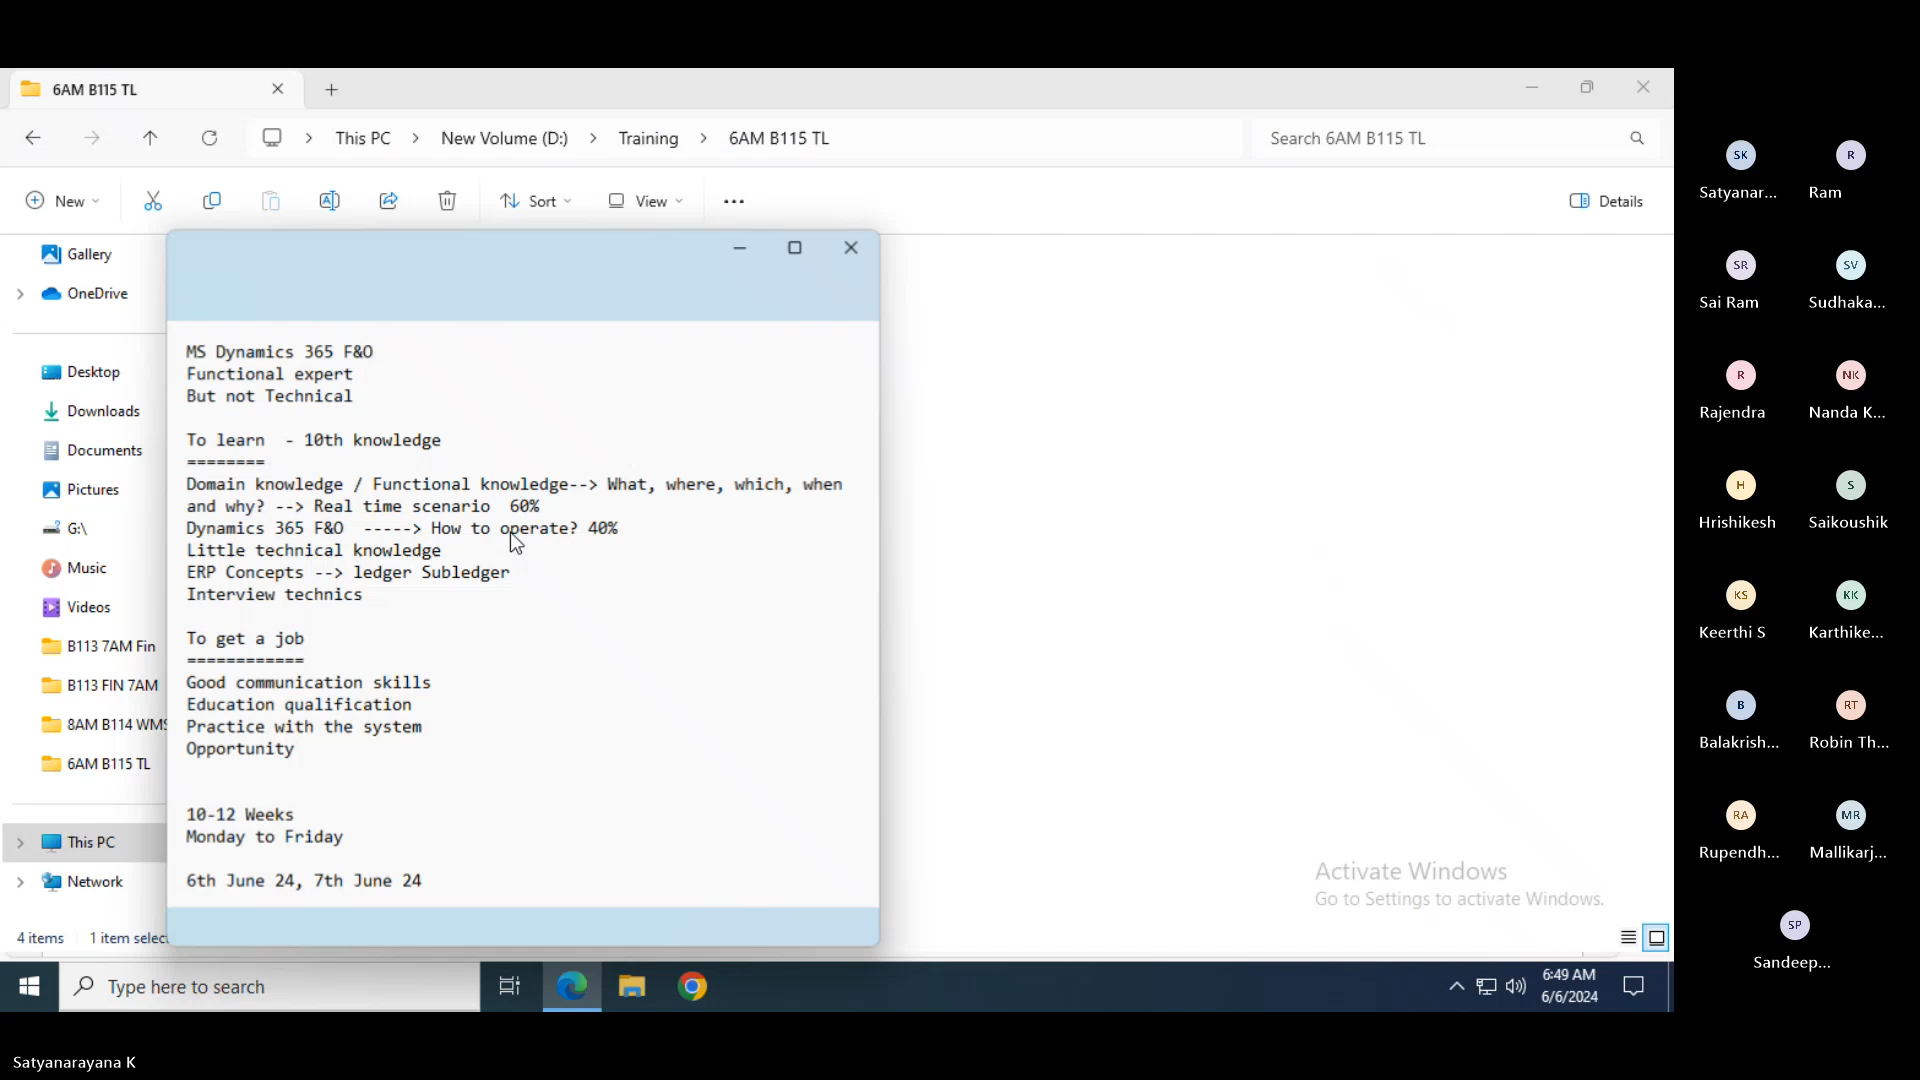 6AM B115 TL
This PC
New Volume (D:)
Training
6AM B115 TL
Search 6AM B115 TL
New
Sort
View
Details
Gallery
OneDrive
Desktop
Downloads
Documents
Pictures
G:\
Music
Videos
B113 7AM Fin
B113 FIN 7AM
8AM B114 WMS
6AM B115 TL
This PC
Network
4 items 1 item select
MS Dynamics 365 F&O
Functional expert
But not Technical
To learn - 10th knowledge
========
Domain knowledge / Functional knowledge--> What, where, which, when
and why? --> Real time scenario 60%
Dynamics 365 F&O -----> How to operate? 40%
Little technical knowledge
ERP Concepts --> ledger Subledger
Interview technics
To get a job
============
Good communication skills
Education qualification
Practice with the system
Opportunity
10-12 Weeks
Monday to Friday
6th June 24, 7th June 24
Activate Windows
Go to Settings to activate Windows.
Type here to search
6:49 AM
6/6/2024
SK R
Satyanar... Ram
SR SV
Sai Ram Sudhaka...
R NK
Rajendra Nanda K...
H S
Hrishikesh Saikoushik
KS KK
Keerthi S Karthike...
B RT
Balakrish... Robin Th...
RA MR
Rupendh... Mallikarj...
SP
Sandeep...
Satyanarayana K